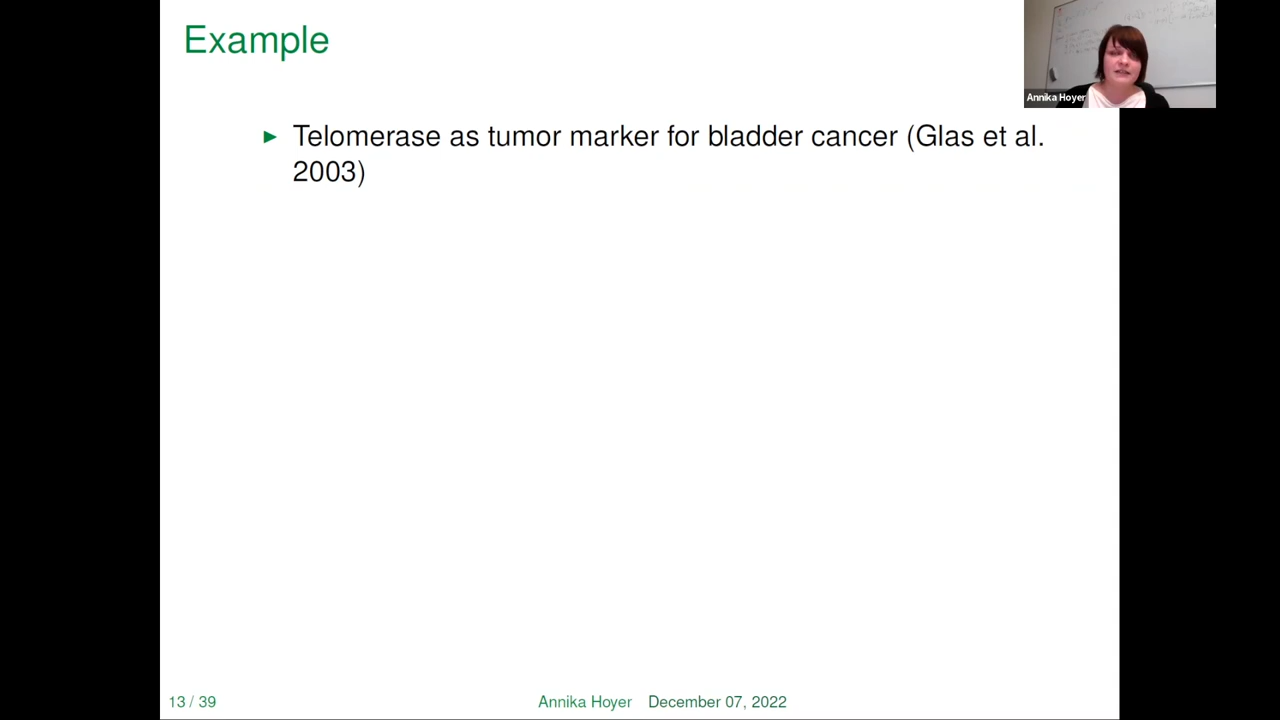 Example
Annika Hoyer
► Telomerase as tumor marker for bladder cancer (Glas et al.
2003)
13 / 39
Annika Hoyer December 07, 2022